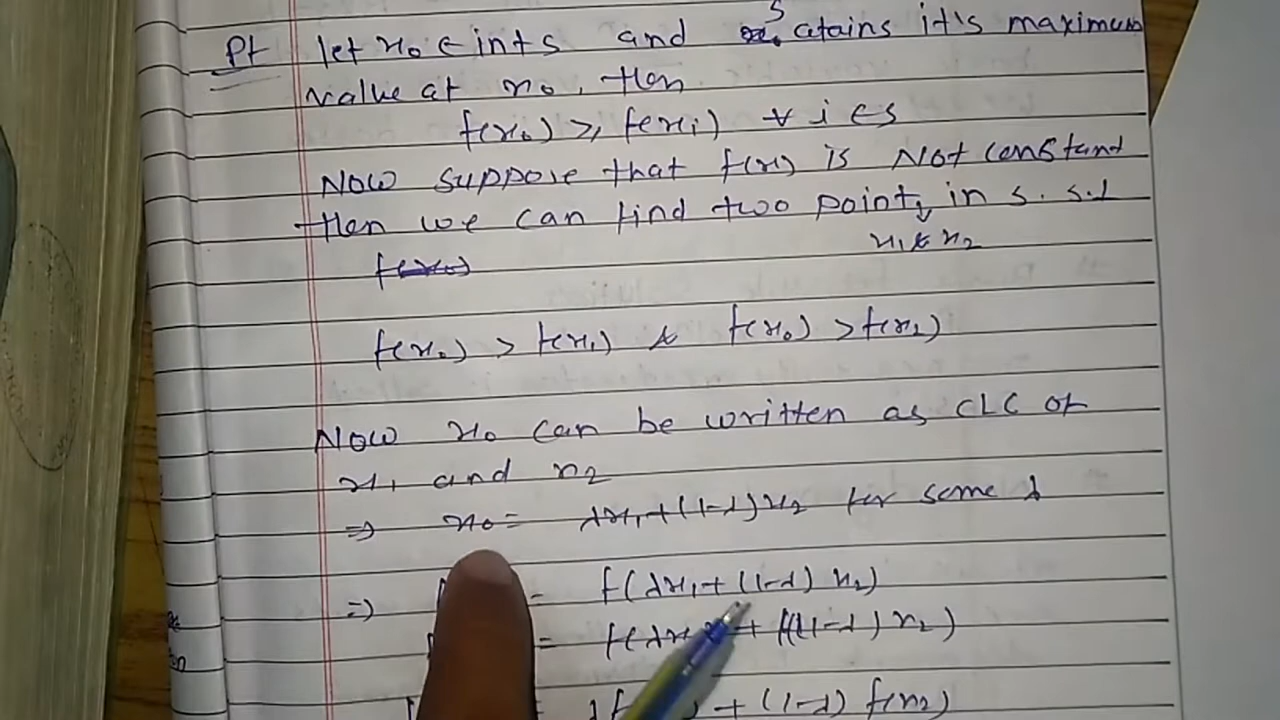 Pf let x₀ ∈ int S and S atains it's maximum
value at x₀, then
f(x₀) ≥ f(xᵢ) ∀ i ∈ S
Now suppose that f(x) is Not constant
then we can find two points in S. s.t
x₁ & x₂
f(x₀) > f(x₁) & f(x₀) > f(x₂)
Now x₀ can be written as CLC of
x₁ and x₂
⇒ x₀ = λx₁ + (1-λ)x₂ for some λ
⇒ = f(λx₁ + (1-λ) x₂)
= f(λx + f((1-λ) x₂)
= λf + (1-λ) f(x₂)